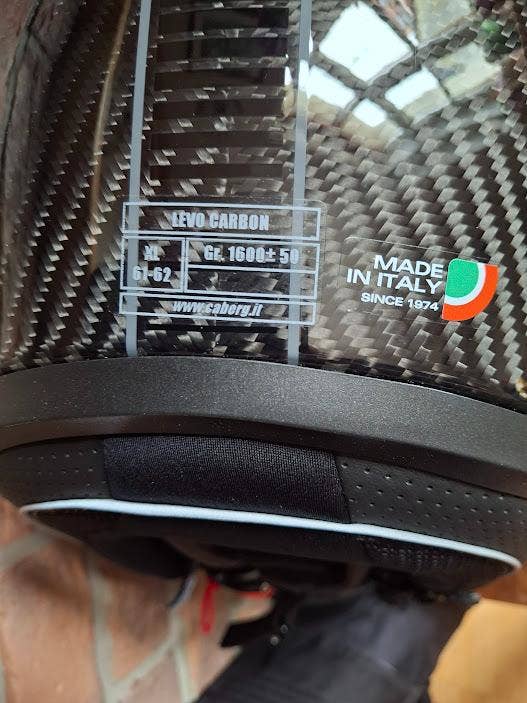 LEVO CARBON
XL Gr. 1600± 50
61-62
www.caberg.it
MADE
IN ITALY
SINCE 1974